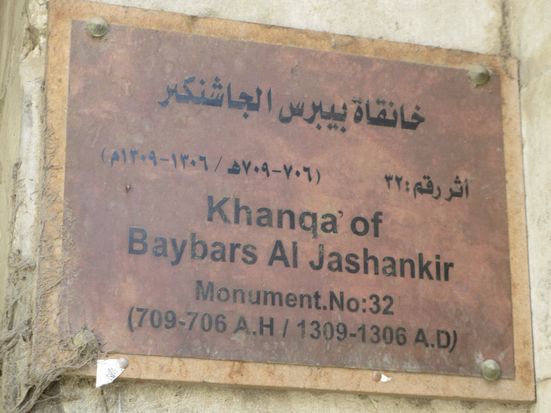 خانقاة بيبرس الجاشنكير
أثر رقم : ٣٢ (٧٠٦-٧٠٩هـ / ١٣٠٦-١٣٠٩م)
Khanqa' of
Baybars Al Jashankir
Monument.No:32
(709-706 A.H / 1309-1306 A.D)